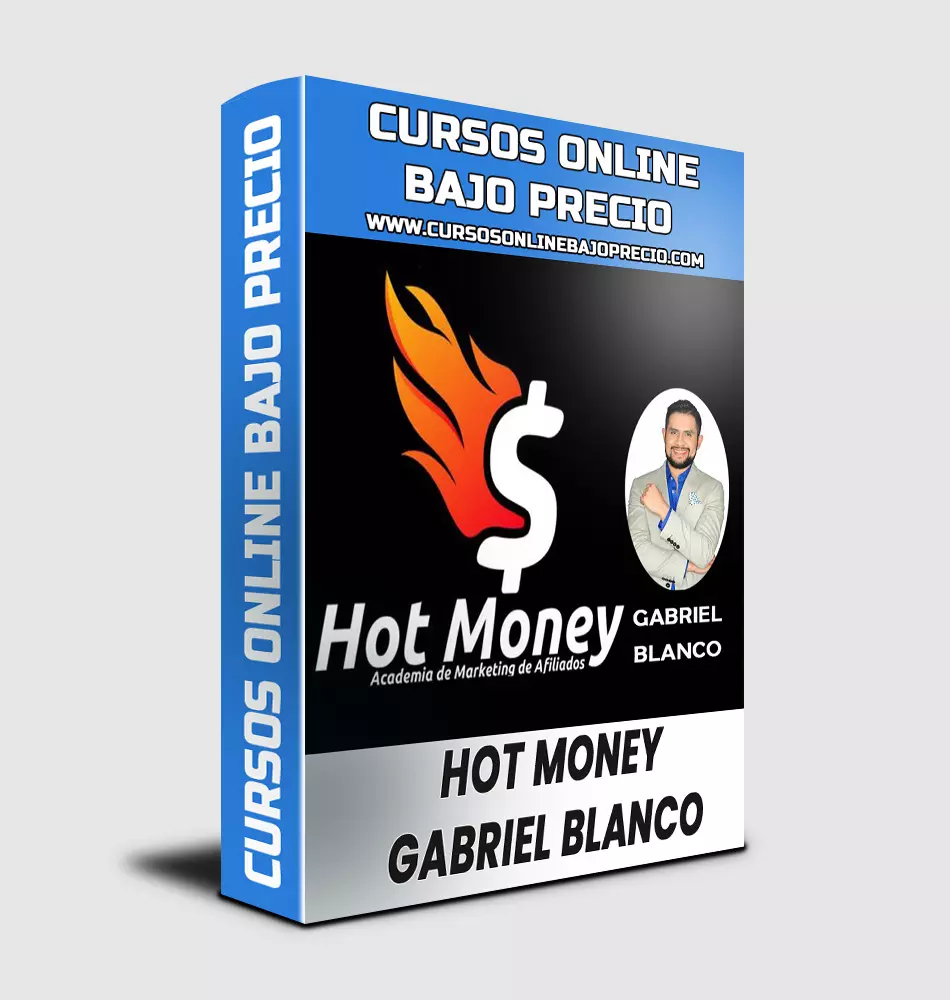 CURSOS ONLINE BAJO PRECIO
CURSOS ONLINE
BAJO PRECIO
WWW.CURSOSONLINEBAJOPRECIO.COM
$
Hot Money
Academia de Marketing de Afiliados
GABRIEL
BLANCO
HOT MONEY
GABRIEL BLANCO